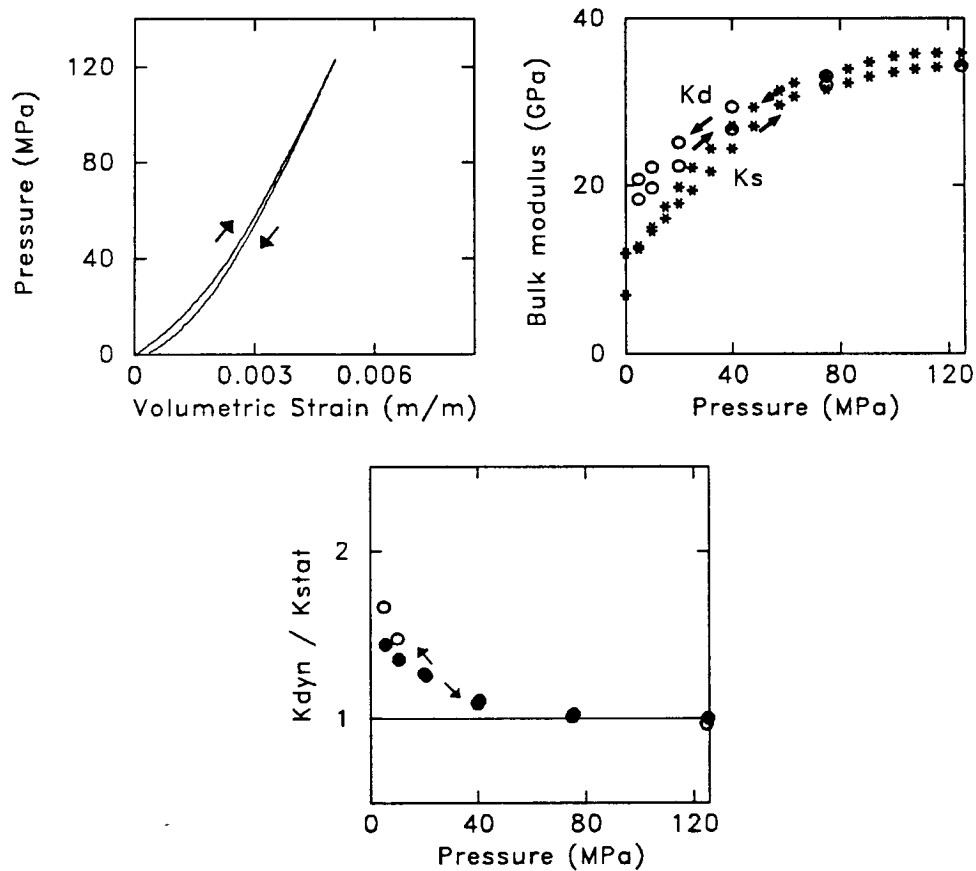 Pressure (MPa)
120
80
40
0
0 0.003 0.006
Volumetric Strain (m/m)
Bulk modulus (GPa)
40
20
0
Kd
Ks
0 40 80 120
Pressure (MPa)
Kdyn / Kstat
2
1
0 40 80 120
Pressure (MPa)